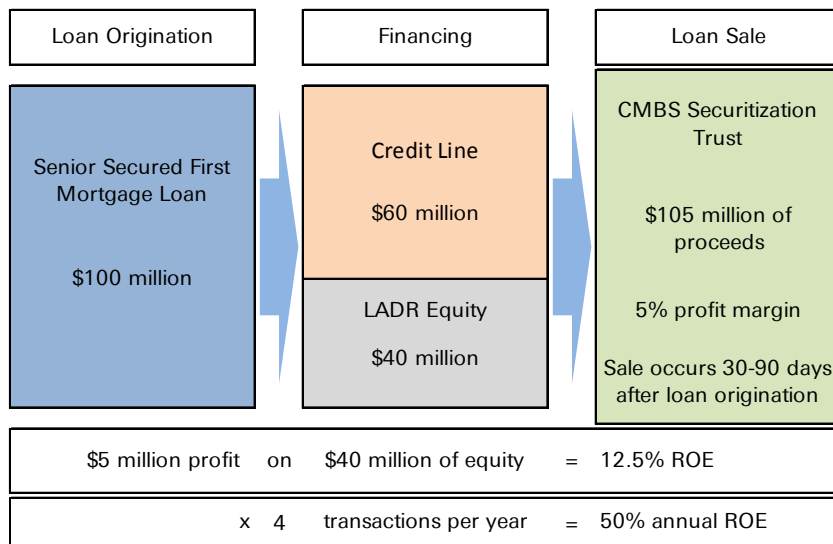 Loan Origination
Financing
Loan Sale
Senior Secured First
Mortgage Loan
$100 million
Credit Line
$60 million
LADR Equity
$40 million
CMBS Securitization
Trust
$105 million of
proceeds
5% profit margin
Sale occurs 30-90 days
after loan origination
$5 million profit on $40 million of equity = 12.5% ROE
x 4 transactions per year = 50% annual ROE